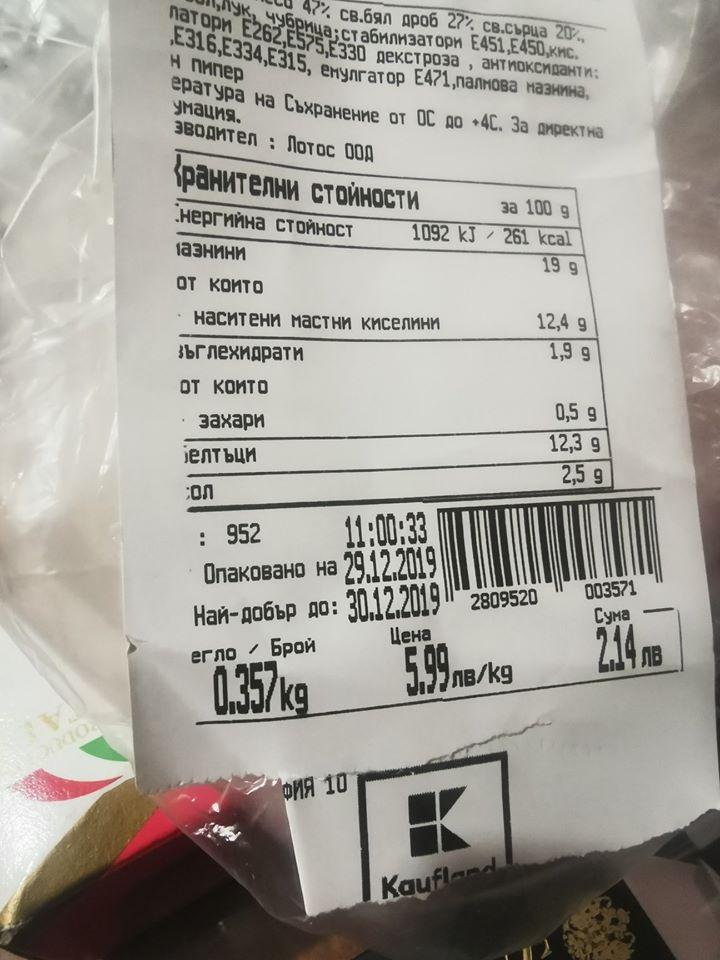 47% св.бял дроб 27% св.сърца 20%,
лук, чубрица;стабилизатори Е451,Е450,кис.
латори Е262,Е575,Е330 декстроза , антиоксиданти:
,Е316,Е334,Е315, емулгатор Е471,палмова мазнина,
н пипер
ература на Съхранение от 0С до +4С. За директна
умация.
зводител : Лотос ООД
Хранителни стойности за 100 g
Енергийна стойност 1092 kJ / 261 kcal
мазнини 19 g
от които
наситени мастни киселини 12,4 g
въглехидрати 1,9 g
от които
захари 0,5 g
белтъци 12,3 g
сол 2,5 g
: 952 11:00:33
Опаковано на 29.12.2019
Най-добър до: 30.12.2019
2809520 003571
егло / Брой Цена Сума
0.357kg 5.99лв/kg 2.14 лв
ФИЯ 10
Kaufland